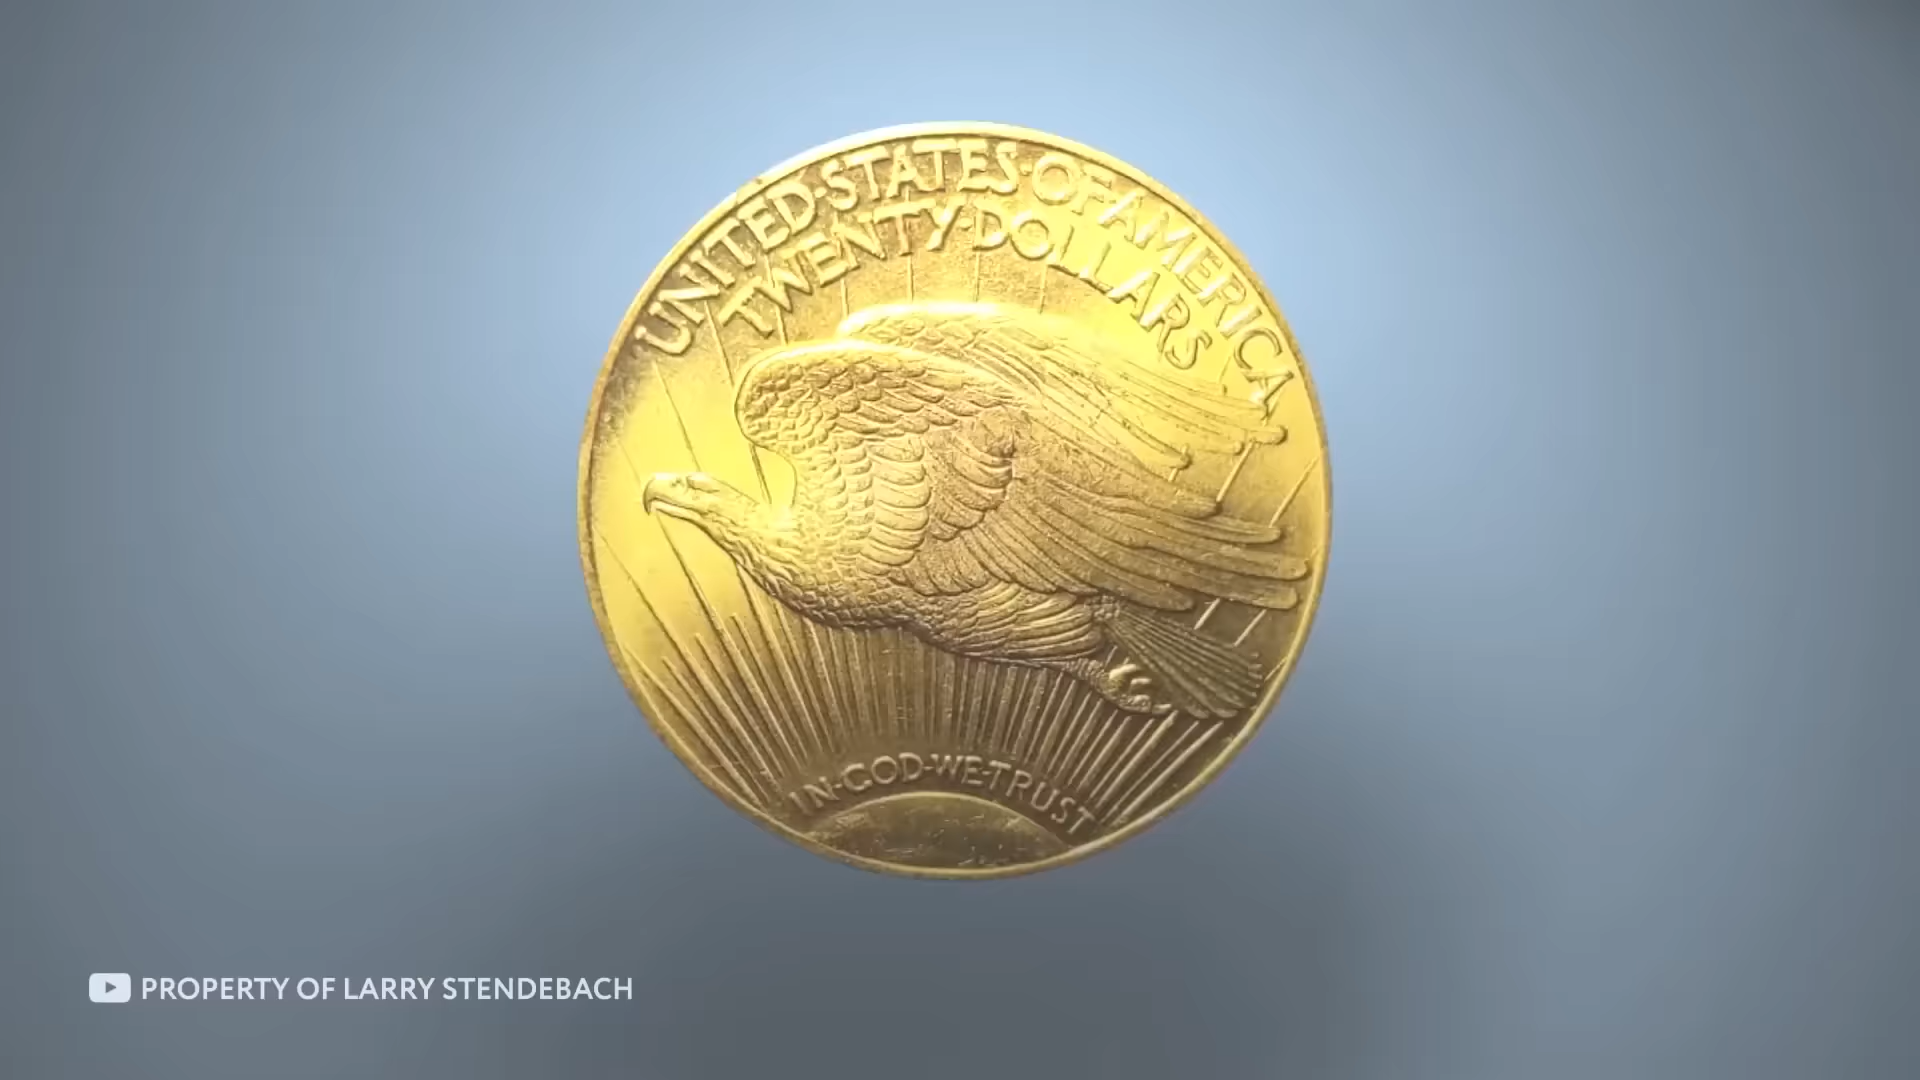 UNITED·STATES·OF·AMERICA
TWENTY·DOLLARS
IN·GOD·WE·TRUST
PROPERTY OF LARRY STENDEBACH